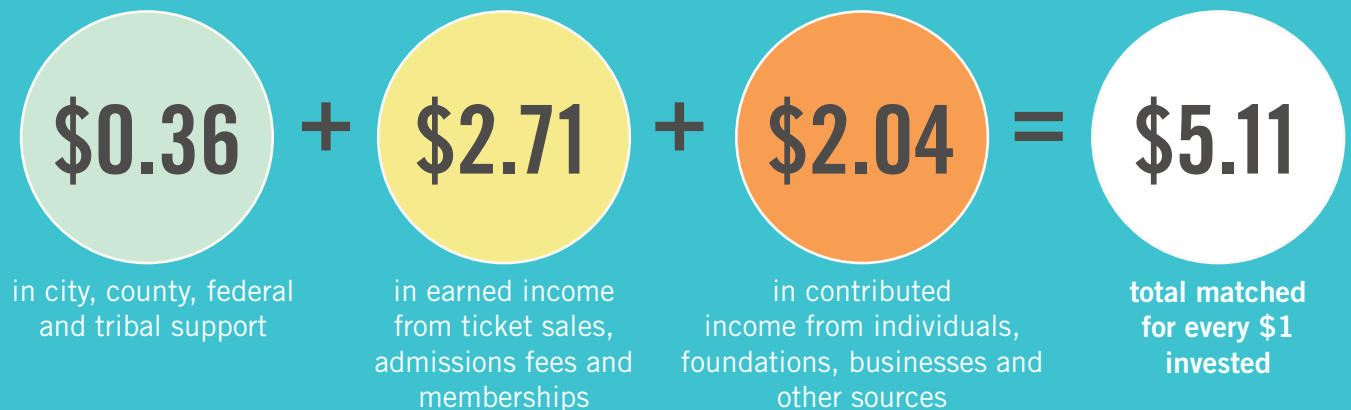 $0.36 + $2.71 + $2.04 = $5.11
in city, county, federal
and tribal support
in earned income
from ticket sales,
admissions fees and
memberships
in contributed
income from individuals,
foundations, businesses and
other sources
total matched
for every $1
invested